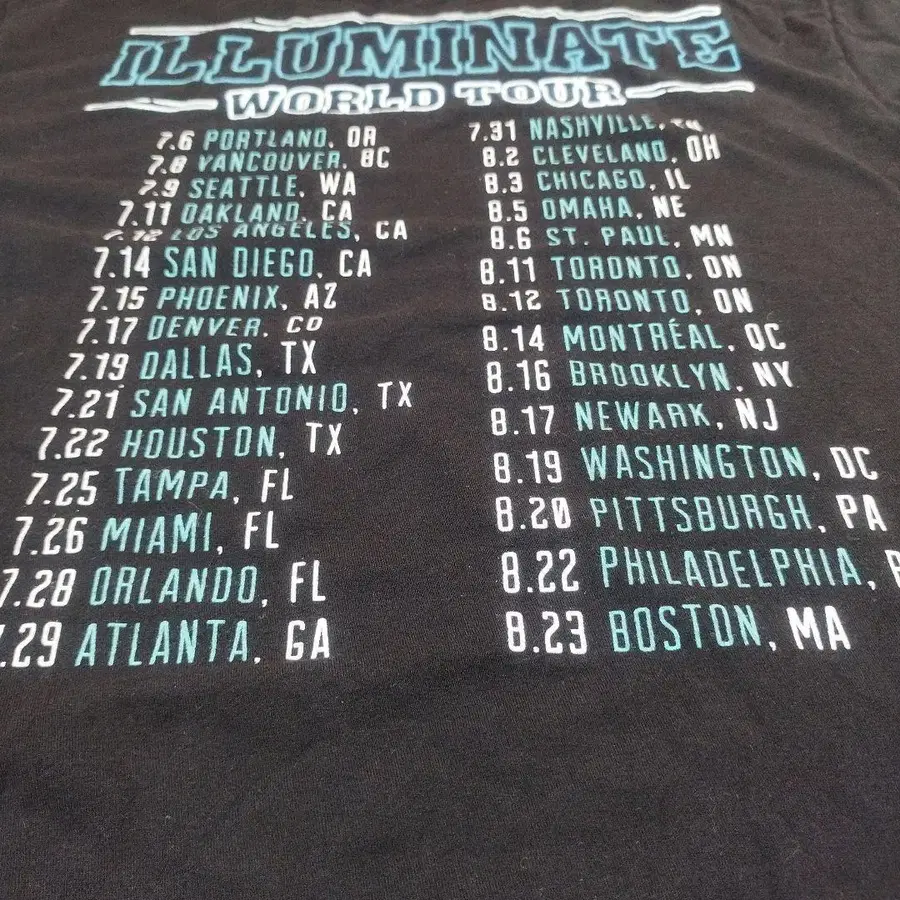 ILLUMINATE
WORLD TOUR
7.6 PORTLAND, OR
7.8 VANCOUVER, BC
7.9 SEATTLE, WA
7.11 OAKLAND, CA
7.12 LOS ANGELES, CA
7.14 SAN DIEGO, CA
7.15 PHOENIX, AZ
7.17 DENVER, CO
7.19 DALLAS, TX
7.21 SAN ANTONIO, TX
7.22 HOUSTON, TX
7.25 TAMPA, FL
7.26 MIAMI, FL
7.28 ORLANDO, FL
.29 ATLANTA, GA
7.31 NASHVILLE,
8.2 CLEVELAND, OH
8.3 CHICAGO, IL
8.5 OMAHA, NE
8.6 ST. PAUL, MN
8.11 TORONTO, ON
8.12 TORONTO, ON
8.14 MONTRÉAL, QC
8.16 BROOKLYN, NY
8.17 NEWARK, NJ
8.19 WASHINGTON, DC
8.20 PITTSBURGH, PA
8.22 PHILADELPHIA,
8.23 BOSTON, MA